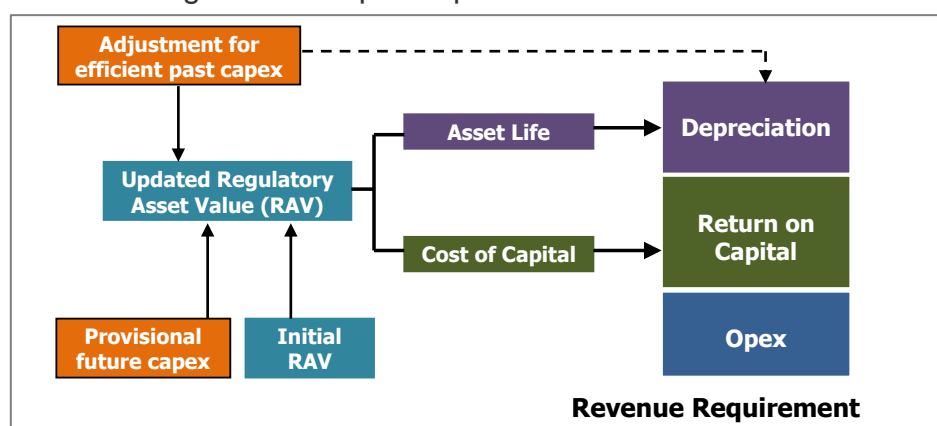 Adjustment for
efficient past capex
Asset Life
Depreciation
Updated Regulatory
Asset Value (RAV)
Cost of Capital
Return on
Capital
Provisional
future capex
Initial
RAV
Opex
Revenue Requirement